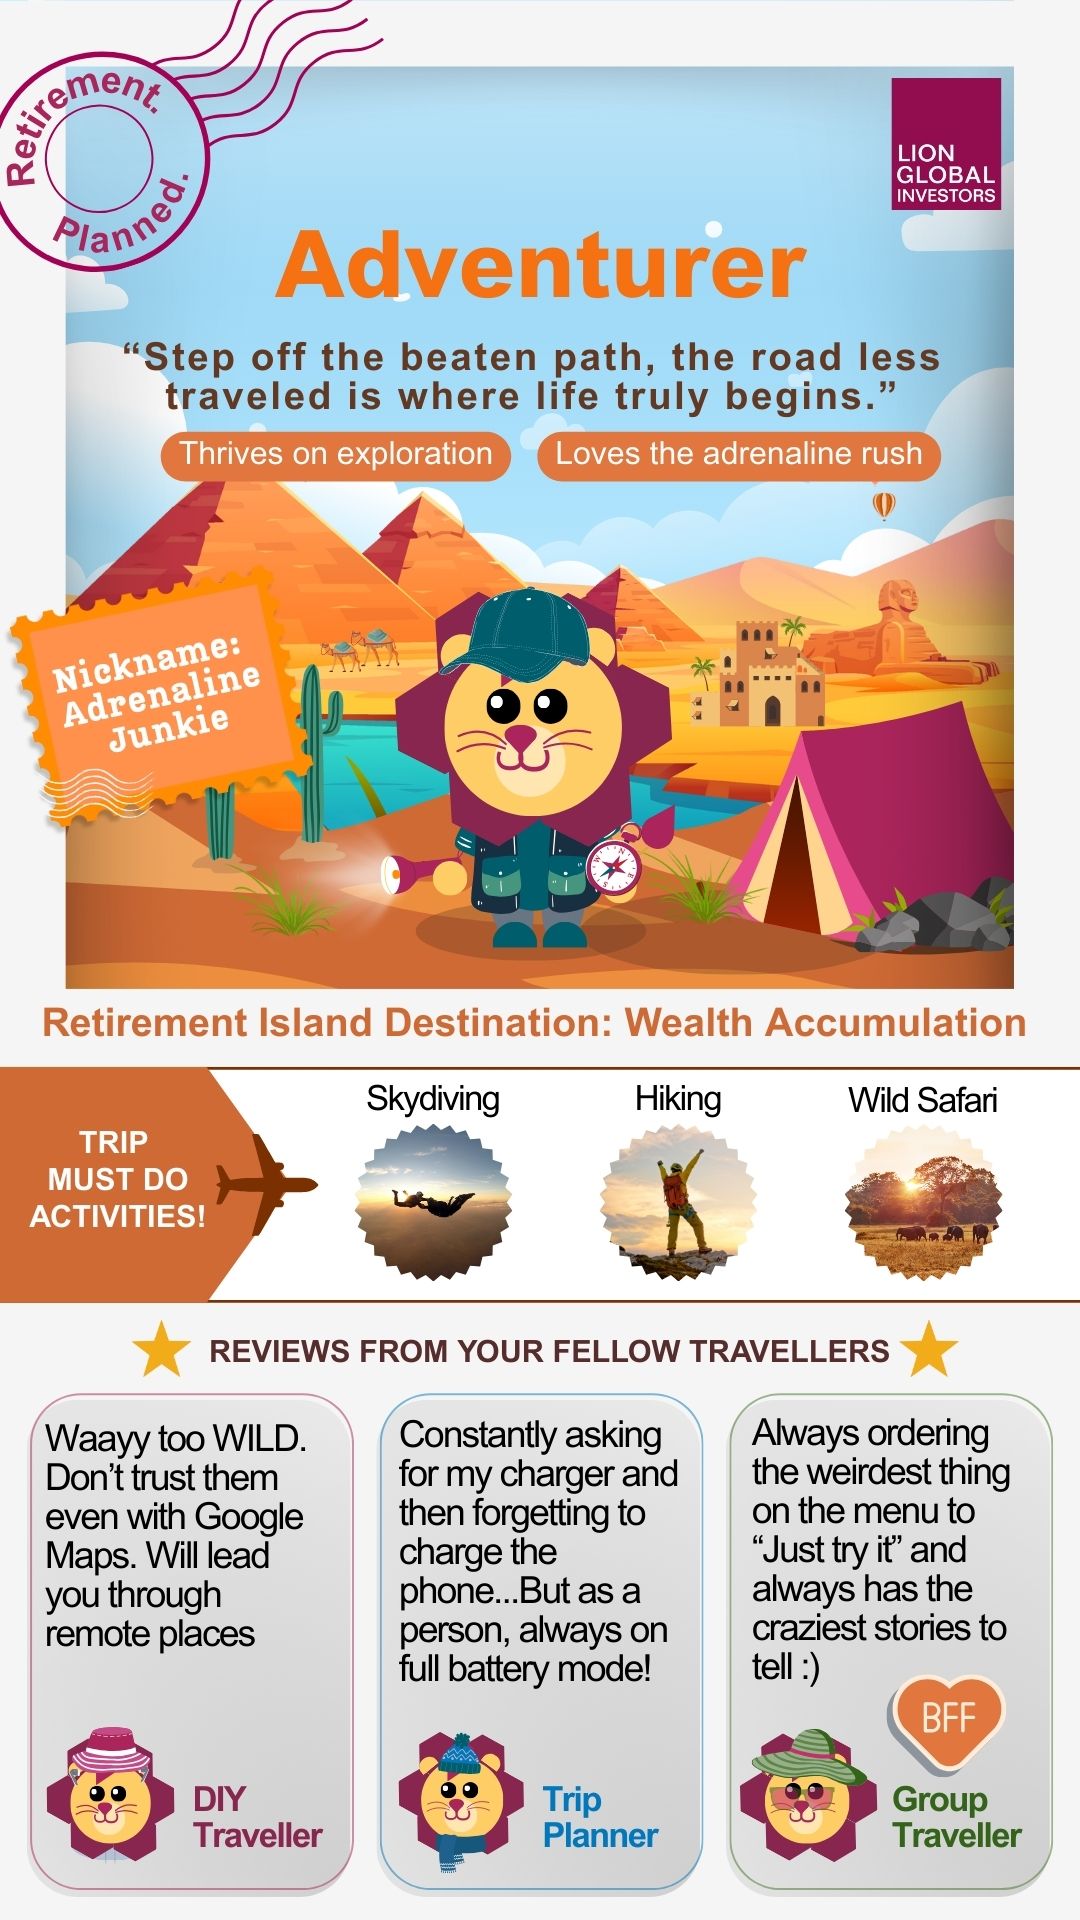 Retirement.
Planned.
LION
GLOBAL
INVESTORS
Adventurer
“Step off the beaten path, the road less
traveled is where life truly begins.”
Thrives on exploration
Loves the adrenaline rush
Nickname:
Adrenaline
Junkie
N
E
S
W
Retirement Island Destination: Wealth Accumulation
TRIP
MUST DO
ACTIVITIES!
Skydiving
Hiking
Wild Safari
REVIEWS FROM YOUR FELLOW TRAVELLERS
Waayy too WILD.
Don’t trust them
even with Google
Maps. Will lead
you through
remote places
DIY
Traveller
Constantly asking
for my charger and
then forgetting to
charge the
phone...But as a
person, always on
full battery mode!
Trip
Planner
Always ordering
the weirdest thing
on the menu to
“Just try it” and
always has the
craziest stories to
tell :)
BFF
Group
Traveller